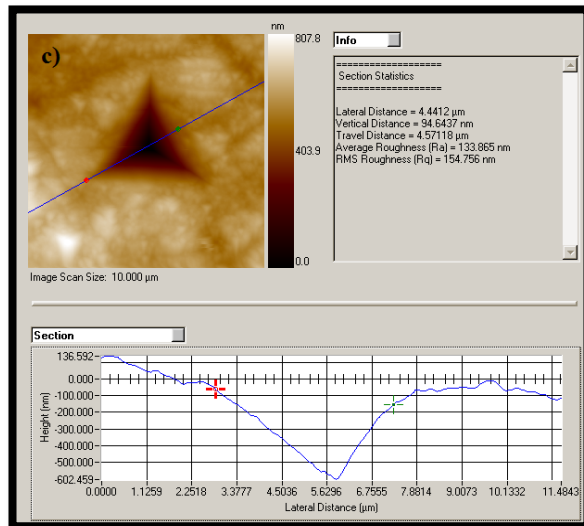 c)
nm
807.8
403.9
0.0
Image Scan Size: 10.000 µm
Info
===================
Section Statistics
===================
Lateral Distance = 4.4412 µm
Vertical Distance = 94.6437 nm
Travel Distance = 4.57118 µm
Average Roughness (Ra) = 133.865 nm
RMS Roughness (Rq) = 154.756 nm
Section
Height (nm)
136.592
0.000
-100.000
-200.000
-300.000
-400.000
-500.000
-602.459
0.0000 1.1259 2.2518 3.3777 4.5036 5.6296 6.7555 7.8814 9.0073 10.1332 11.4843
Lateral Distance (µm)